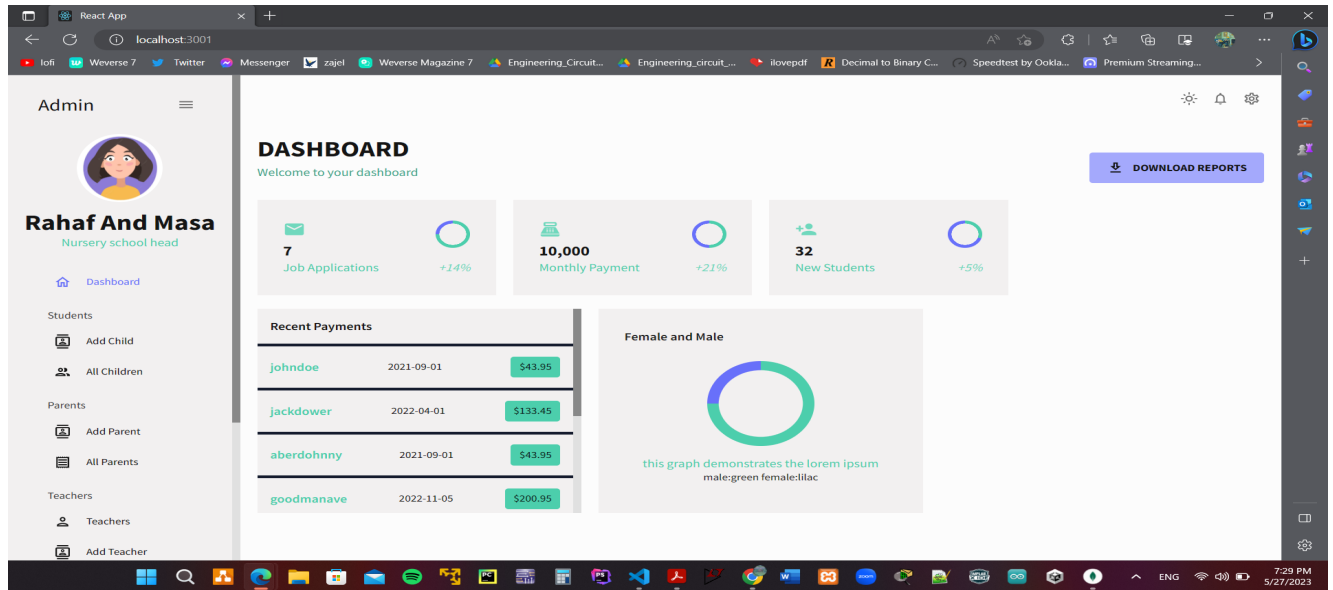 React App
localhost:3001
lofi Weverse 7 Twitter Messenger zajel Weverse Magazine 7 Engineering_Circuit... Engineering_circuit_... ilovepdf Decimal to Binary C... Speedtest by Ookla... Premium Streaming...
Admin
Rahaf And Masa
Nursery school head
Dashboard
Students
Add Child
All Children
Parents
Add Parent
All Parents
Teachers
Teachers
Add Teacher
DASHBOARD
Welcome to your dashboard
DOWNLOAD REPORTS
7
Job Applications +14%
10,000
Monthly Payment +21%
32
New Students +5%
Recent Payments
johndoe 2021-09-01 $43.95
jackdower 2022-04-01 $133.45
aberdohnny 2021-09-01 $43.95
goodmanave 2022-11-05 $200.95
Female and Male
this graph demonstrates the lorem ipsum
male:green female:lilac
ENG
7:29 PM
5/27/2023